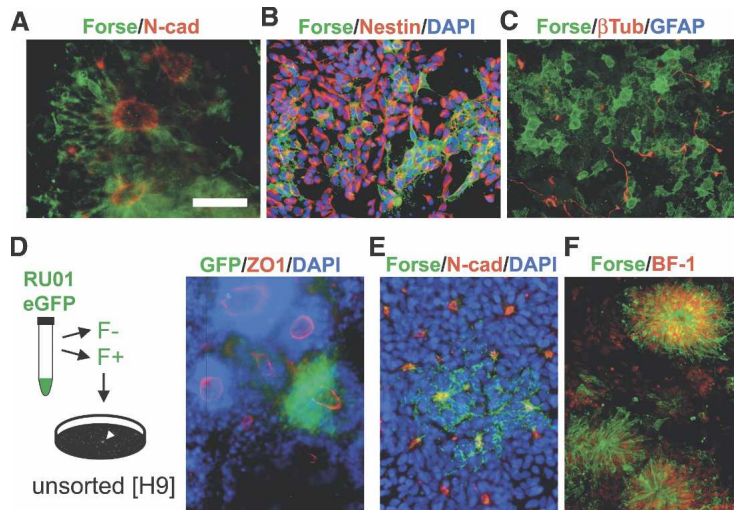 A
Forse/N-cad
B
Forse/Nestin/DAPI
C
Forse/βTub/GFAP
D
RU01
eGFP
F-
F+
unsorted [H9]
GFP/ZO1/DAPI
E
Forse/N-cad/DAPI
F
Forse/BF-1